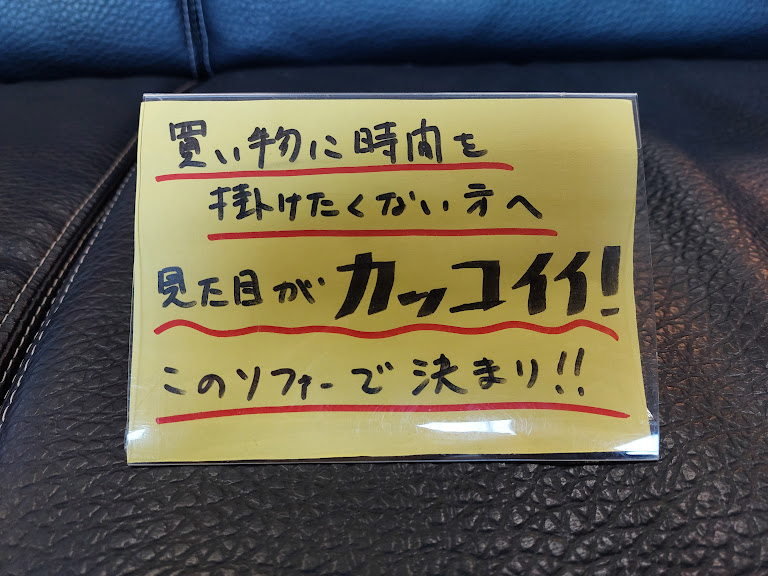 買い物に時間を
掛けたくない方へ
見た目がカッコイイ!
このソファーで決まり!!